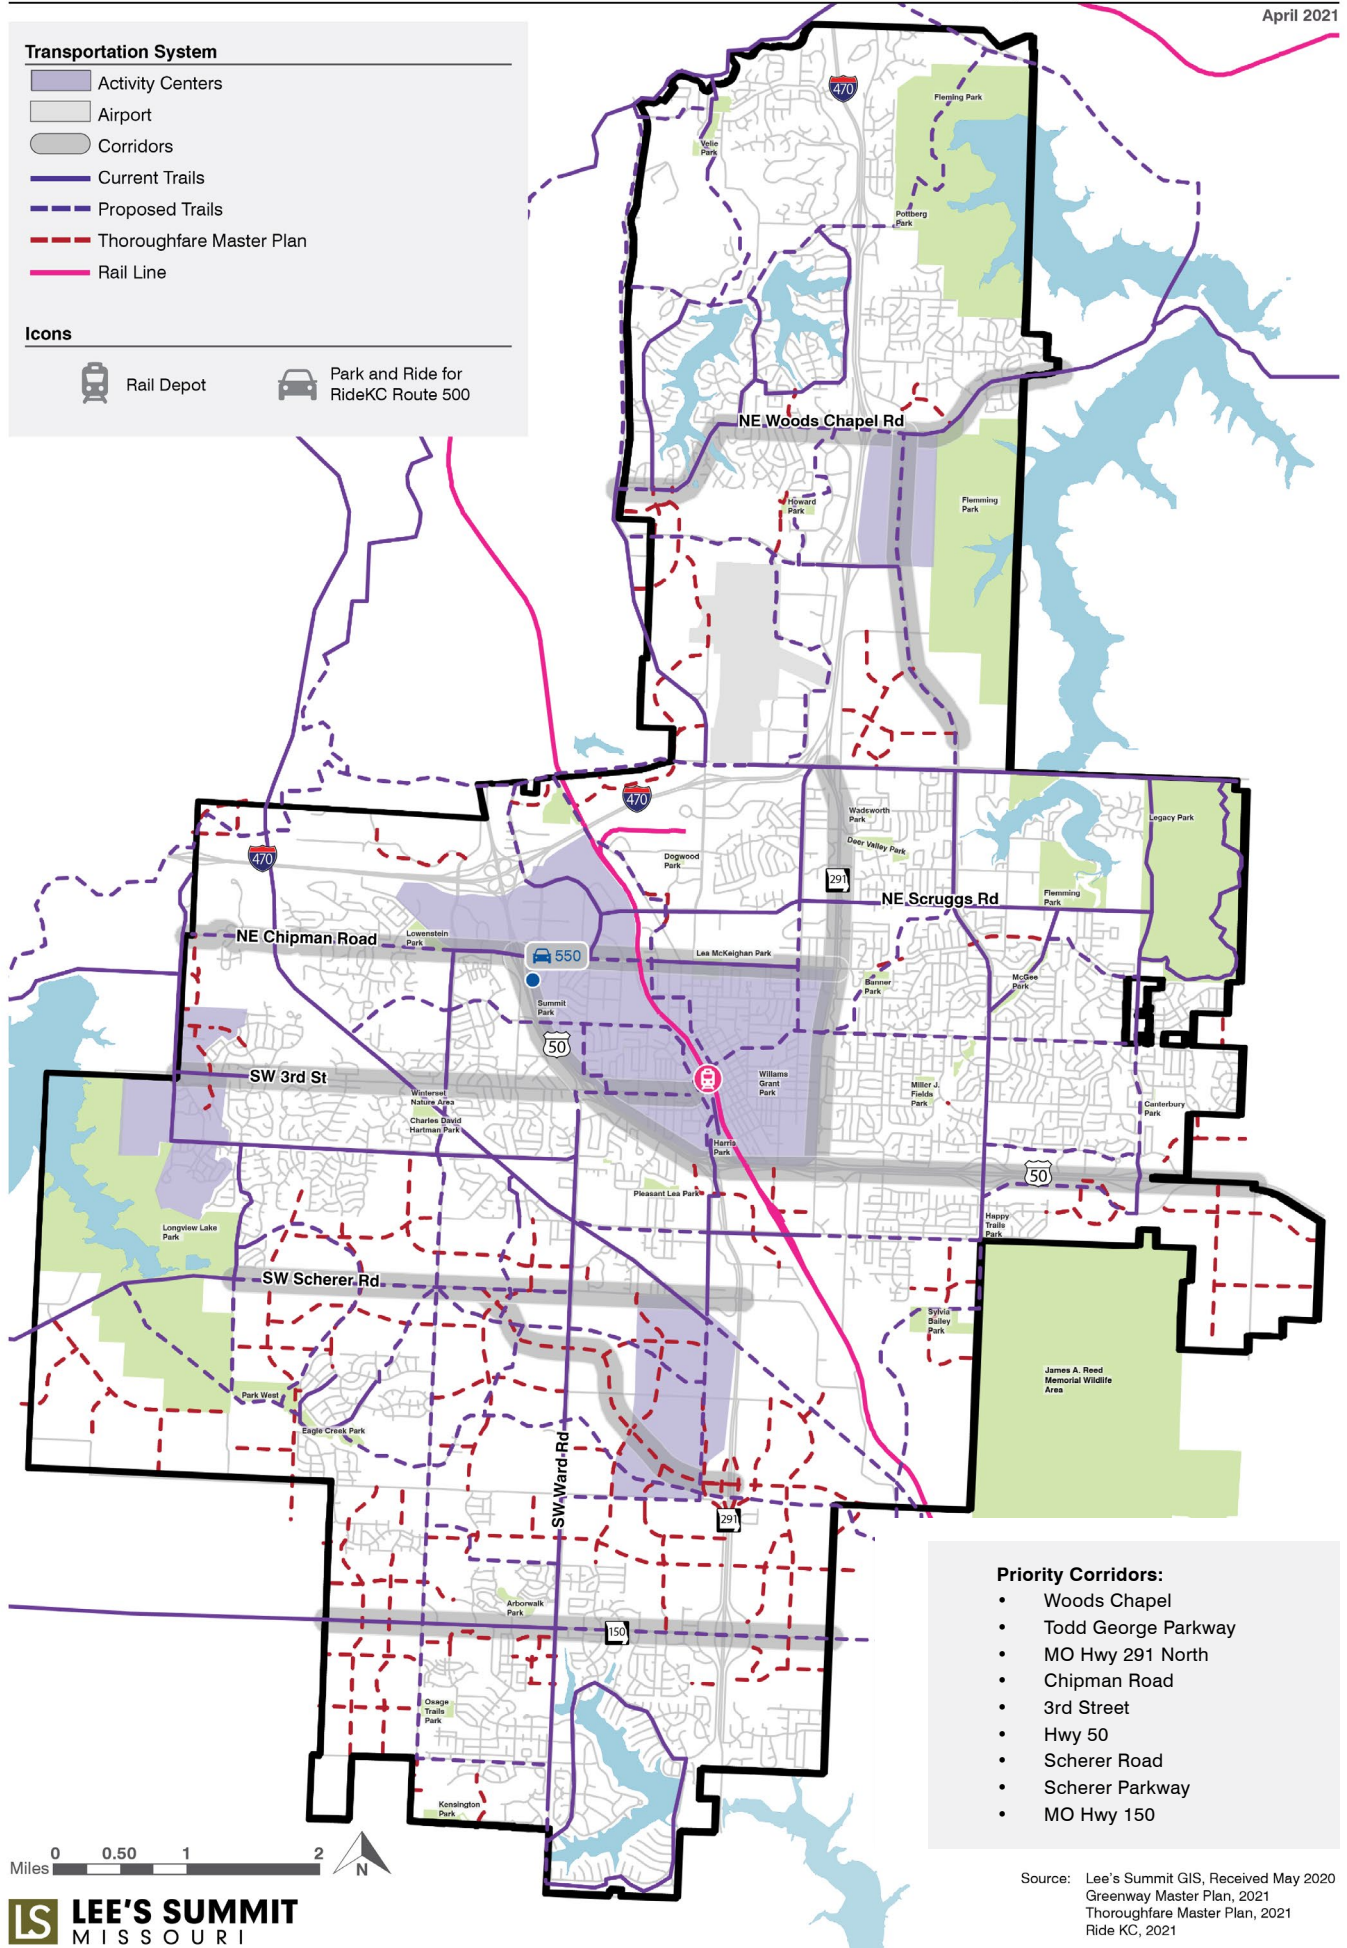 April 2021
Transportation System
Activity Centers
Airport
Corridors
Current Trails
Proposed Trails
Thoroughfare Master Plan
Rail Line
Icons
Rail Depot
Park and Ride for
RideKC Route 500
470
Fleming Park
Velie
Park
Pottberg
Park
NE Woods Chapel Rd
Howard
Park
Flemming
Park
470
470
Wadsworth
Park
Deer Valley Park
Legacy Park
Dogwood
Park
291
NE Scruggs Rd
Flemming
Park
NE Chipman Road
Lowenstein
Park
550
Lea McKeighan Park
Banner
Park
McGee
Park
Summit
Park
50
SW 3rd St
Winterset
Nature Area
Charles David
Hartman Park
Willams
Grant
Park
Miller J.
Fields
Park
Canterbury
Park
Harris
Park
50
Pleasant Lea Park
Happy
Trails
Park
Longview Lake
Park
SW Scherer Rd
Sylvia
Bailey
Park
James A. Reed
Memorial Wildlife
Area
Park West
Eagle Creek Park
SW Ward Rd
291
Arborwalk
Park
150
Osage
Trails
Park
Kensington
Park
Priority Corridors:
• Woods Chapel
• Todd George Parkway
• MO Hwy 291 North
• Chipman Road
• 3rd Street
• Hwy 50
• Scherer Road
• Scherer Parkway
• MO Hwy 150
0 0.50 1 2
Miles
N
LS LEE'S SUMMIT
MISSOURI
Source: Lee's Summit GIS, Received May 2020
Greenway Master Plan, 2021
Thoroughfare Master Plan, 2021
Ride KC, 2021